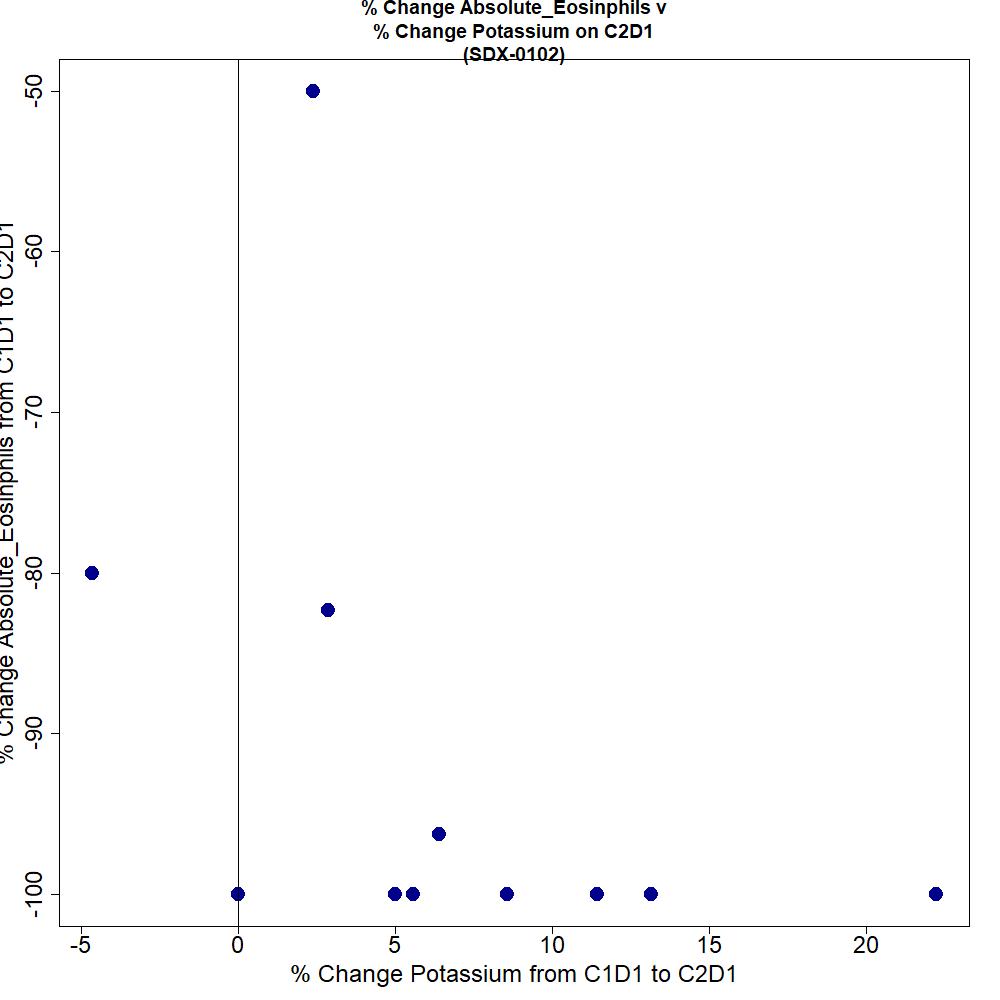 % Change Absolute_Eosinphils v
% Change Potassium on C2D1
(SDX-0102)
% Change Absolute_Eosinphils from C1D1 to C2D1
-50
-60
-70
-80
-90
-100
-5
0
5
10
15
20
% Change Potassium from C1D1 to C2D1